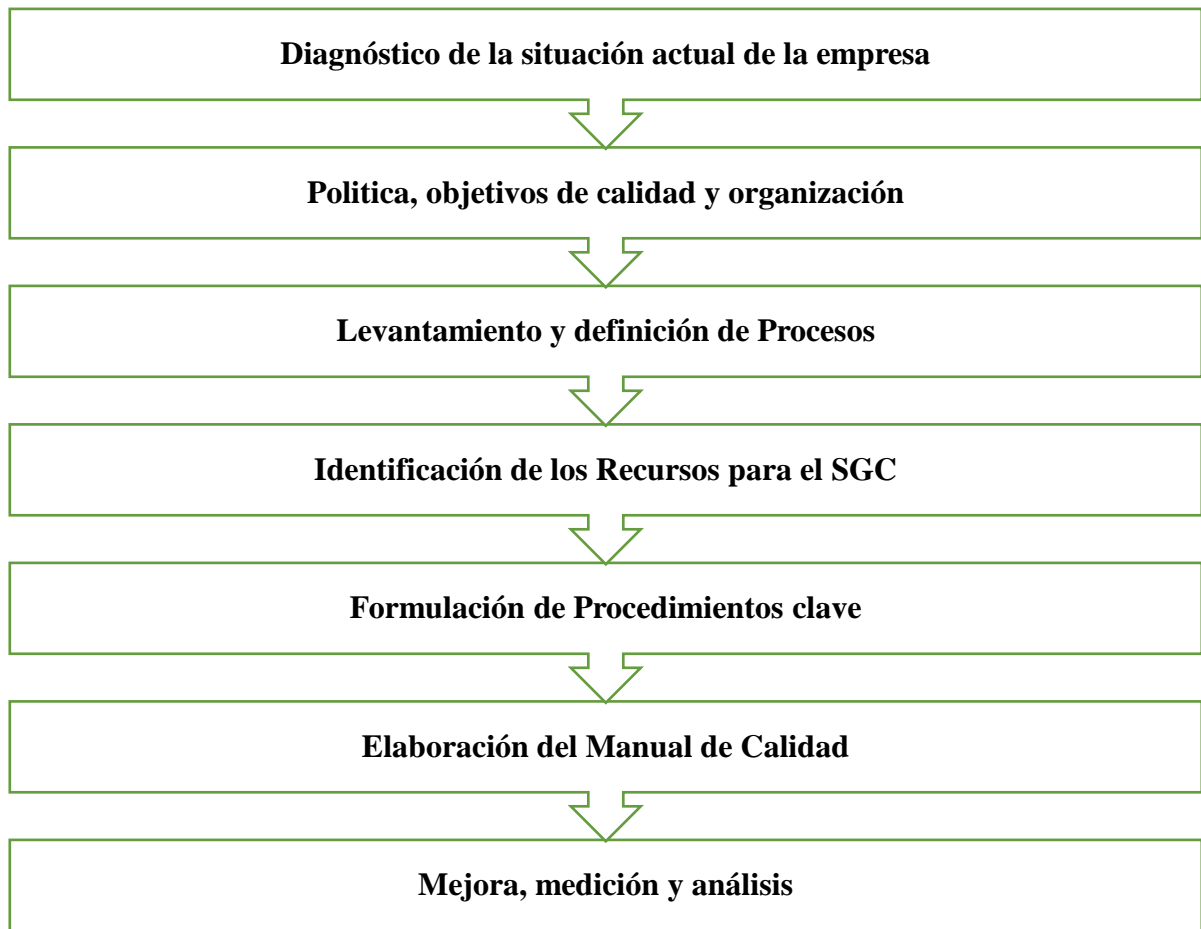 Diagnóstico de la situación actual de la empresa
Politica, objetivos de calidad y organización
Levantamiento y definición de Procesos
Identificación de los Recursos para el SGC
Formulación de Procedimientos clave
Elaboración del Manual de Calidad
Mejora, medición y análisis